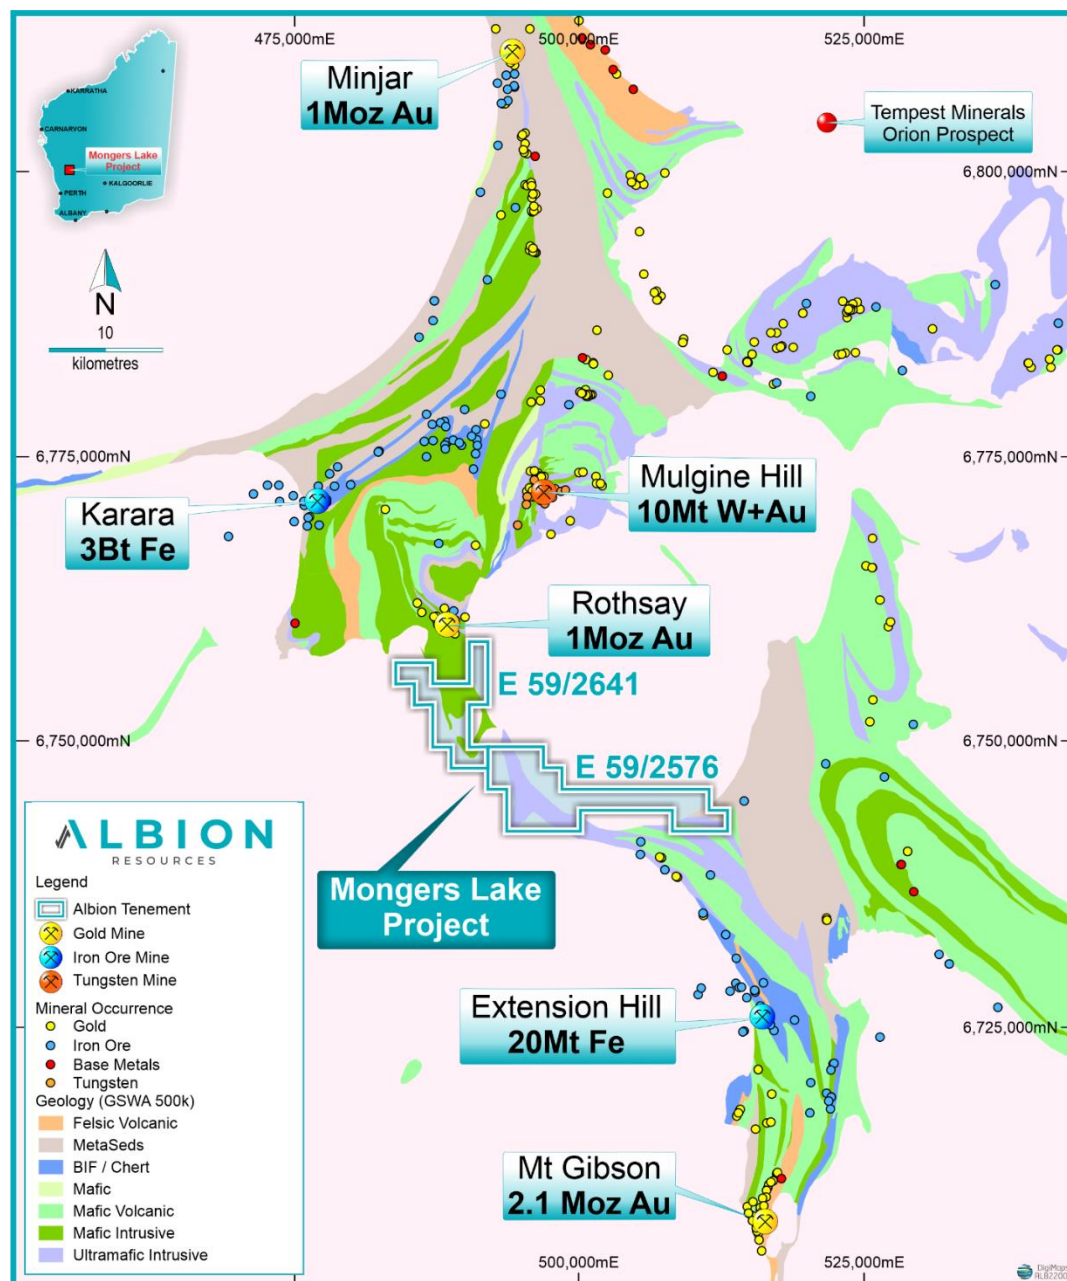 475,000mE
500,000mE
525,000mE
KARRATHA
CARNARVON
Mongers Lake
Project
KALGOORLIE
PERTH
ALBANY
N
10
kilometres
Minjar
1Moz Au
Tempest Minerals
Orion Prospect
6,800,000mN
6,775,000mN
6,775,000mN
Karara
3Bt Fe
Mulgine Hill
10Mt W+Au
Rothsay
1Moz Au
E 59/2641
6,750,000mN
6,750,000mN
E 59/2576
Mongers Lake
Project
ALBION
RESOURCES
Legend
Albion Tenement
Gold Mine
Iron Ore Mine
Tungsten Mine
Mineral Occurrence
Gold
Iron Ore
Base Metals
Tungsten
Geology (GSWA 500k)
Felsic Volcanic
MetaSeds
BIF / Chert
Mafic
Mafic Volcanic
Mafic Intrusive
Ultramafic Intrusive
Extension Hill
20Mt Fe
6,725,000mN
Mt Gibson
2.1 Moz Au
500,000mE
525,000mE
DigiMaps